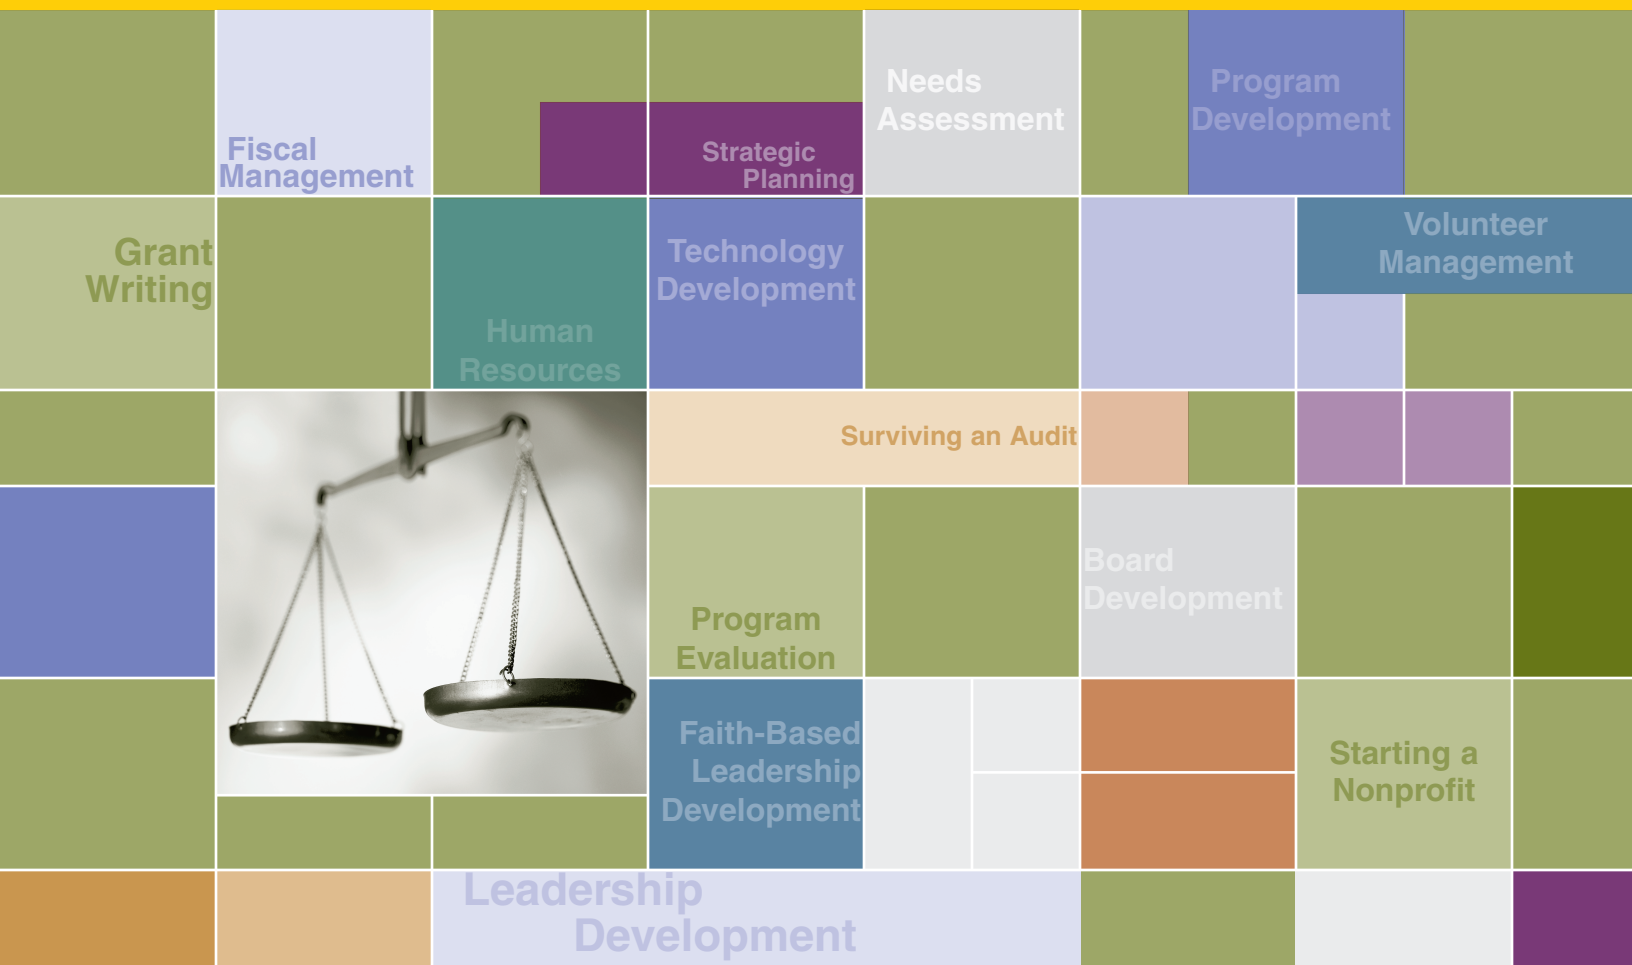 Fiscal
Management
Strategic
Planning
Needs
Assessment
Program
Development
Grant
Writing
Human
Resources
Technology
Development
Volunteer
Management
Surviving an Audit
Program
Evaluation
Board
Development
Faith-Based
Leadership
Development
Starting a
Nonprofit
Leadership
Development